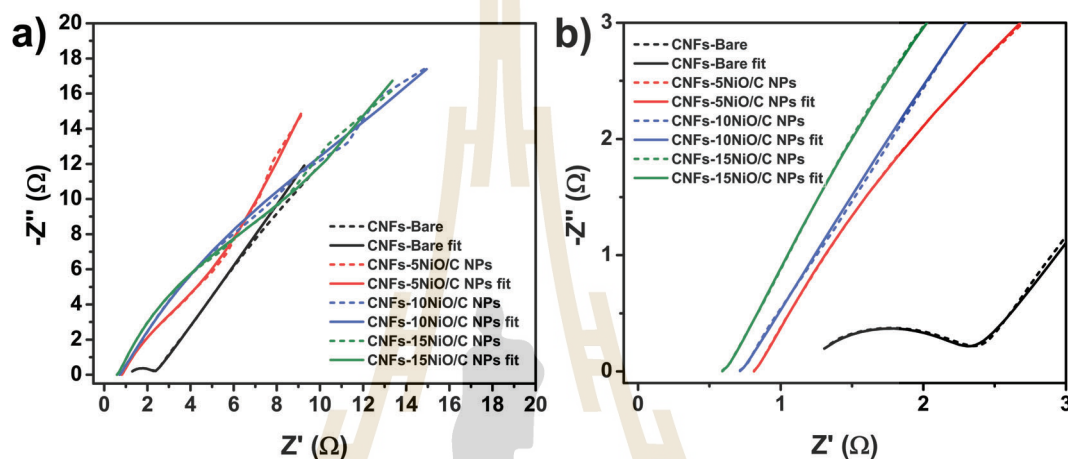 a)
20
18
16
14
12
10
8
6
4
2
0
-Z'' (Ω)
CNFs-Bare
CNFs-Bare fit
CNFs-5NiO/C NPs
CNFs-5NiO/C NPs fit
CNFs-10NiO/C NPs
CNFs-10NiO/C NPs fit
CNFs-15NiO/C NPs
CNFs-15NiO/C NPs fit
0 2 4 6 8 10 12 14 16 18 20
Z' (Ω)
b)
3
2
1
0
-Z'' (Ω)
CNFs-Bare
CNFs-Bare fit
CNFs-5NiO/C NPs
CNFs-5NiO/C NPs fit
CNFs-10NiO/C NPs
CNFs-10NiO/C NPs fit
CNFs-15NiO/C NPs
CNFs-15NiO/C NPs fit
0 1 2 3
Z' (Ω)